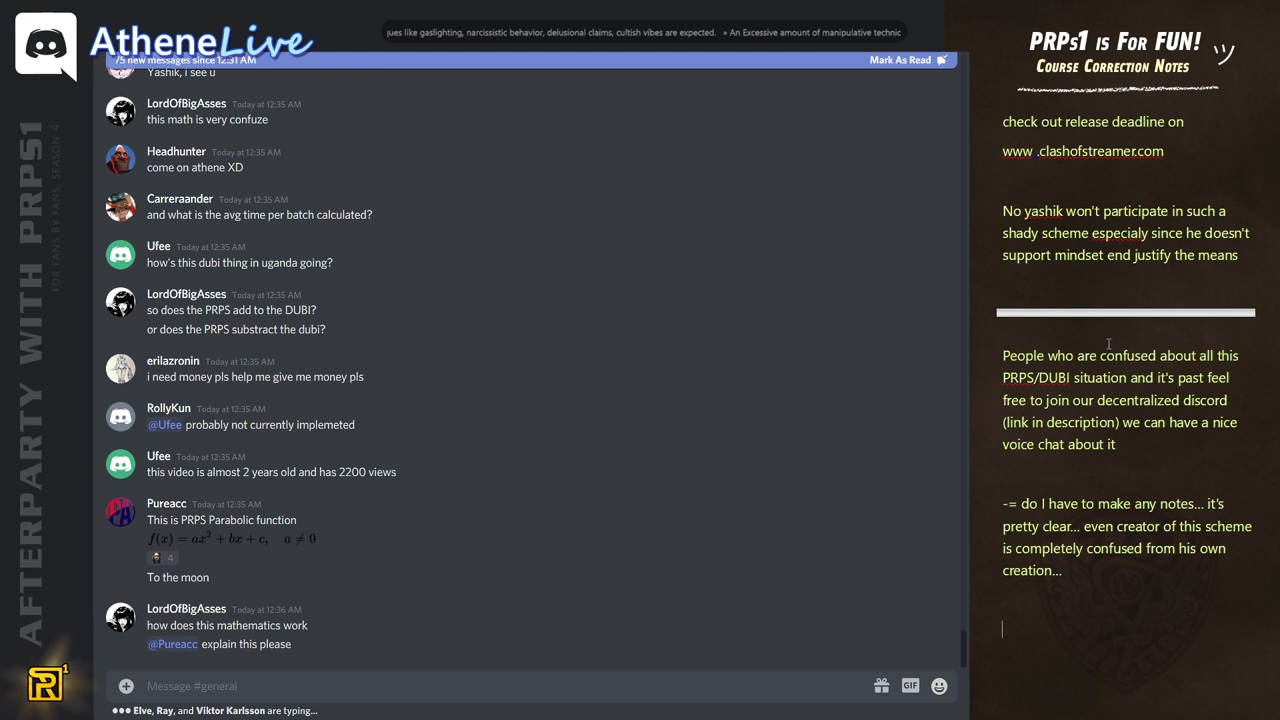 AtheneLive
ques like gaslighting, narcissistic behavior, delusional claims, cultish vibes are expected.   » An Excessive amount of manipulative technic
75 new messages since 12:31 AM
Mark As Read
Yashik, i see u
LordOfBigAsses Today at 12:35 AM
this math is very confuze
Headhunter Today at 12:35 AM
come on athene XD
Carreraander Today at 12:35 AM
and what is the avg time per batch calculated?
Ufee Today at 12:35 AM
how's this dubi thing in uganda going?
LordOfBigAsses Today at 12:35 AM
so does the PRPS add to the DUBI?
or does the PRPS substract the dubi?
erilazronin Today at 12:35 AM
i need money pls help me give me money pls
RollyKun Today at 12:35 AM
@Ufee probably not currently implemeted
Ufee Today at 12:35 AM
this video is almost 2 years old and has 2200 views
Pureacc Today at 12:35 AM
This is PRPS Parabolic function
f(x) = ax² + bx + c,    a ≠ 0
4
To the moon
LordOfBigAsses Today at 12:36 AM
how does this mathematics work
@Pureacc explain this please
Message #general
GIF
Elve, Ray, and Viktor Karlsson are typing...
AFTERPARTY WITH PRPS1
FOR FANS BY FANS, SEASON 4
R1
PRPs1 is For FUN!
Course Correction Notes
ツ
check out release deadline on
www .clashofstreamer.com
No yashik won't participate in such a
shady scheme especialy since he doesn't
support mindset end justify the means
People who are confused about all this
PRPS/DUBI situation and it's past feel
free to join our decentralized discord
(link in description) we can have a nice
voice chat about it
-= do I have to make any notes... it's
pretty clear... even creator of this scheme
is completely confused from his own
creation...